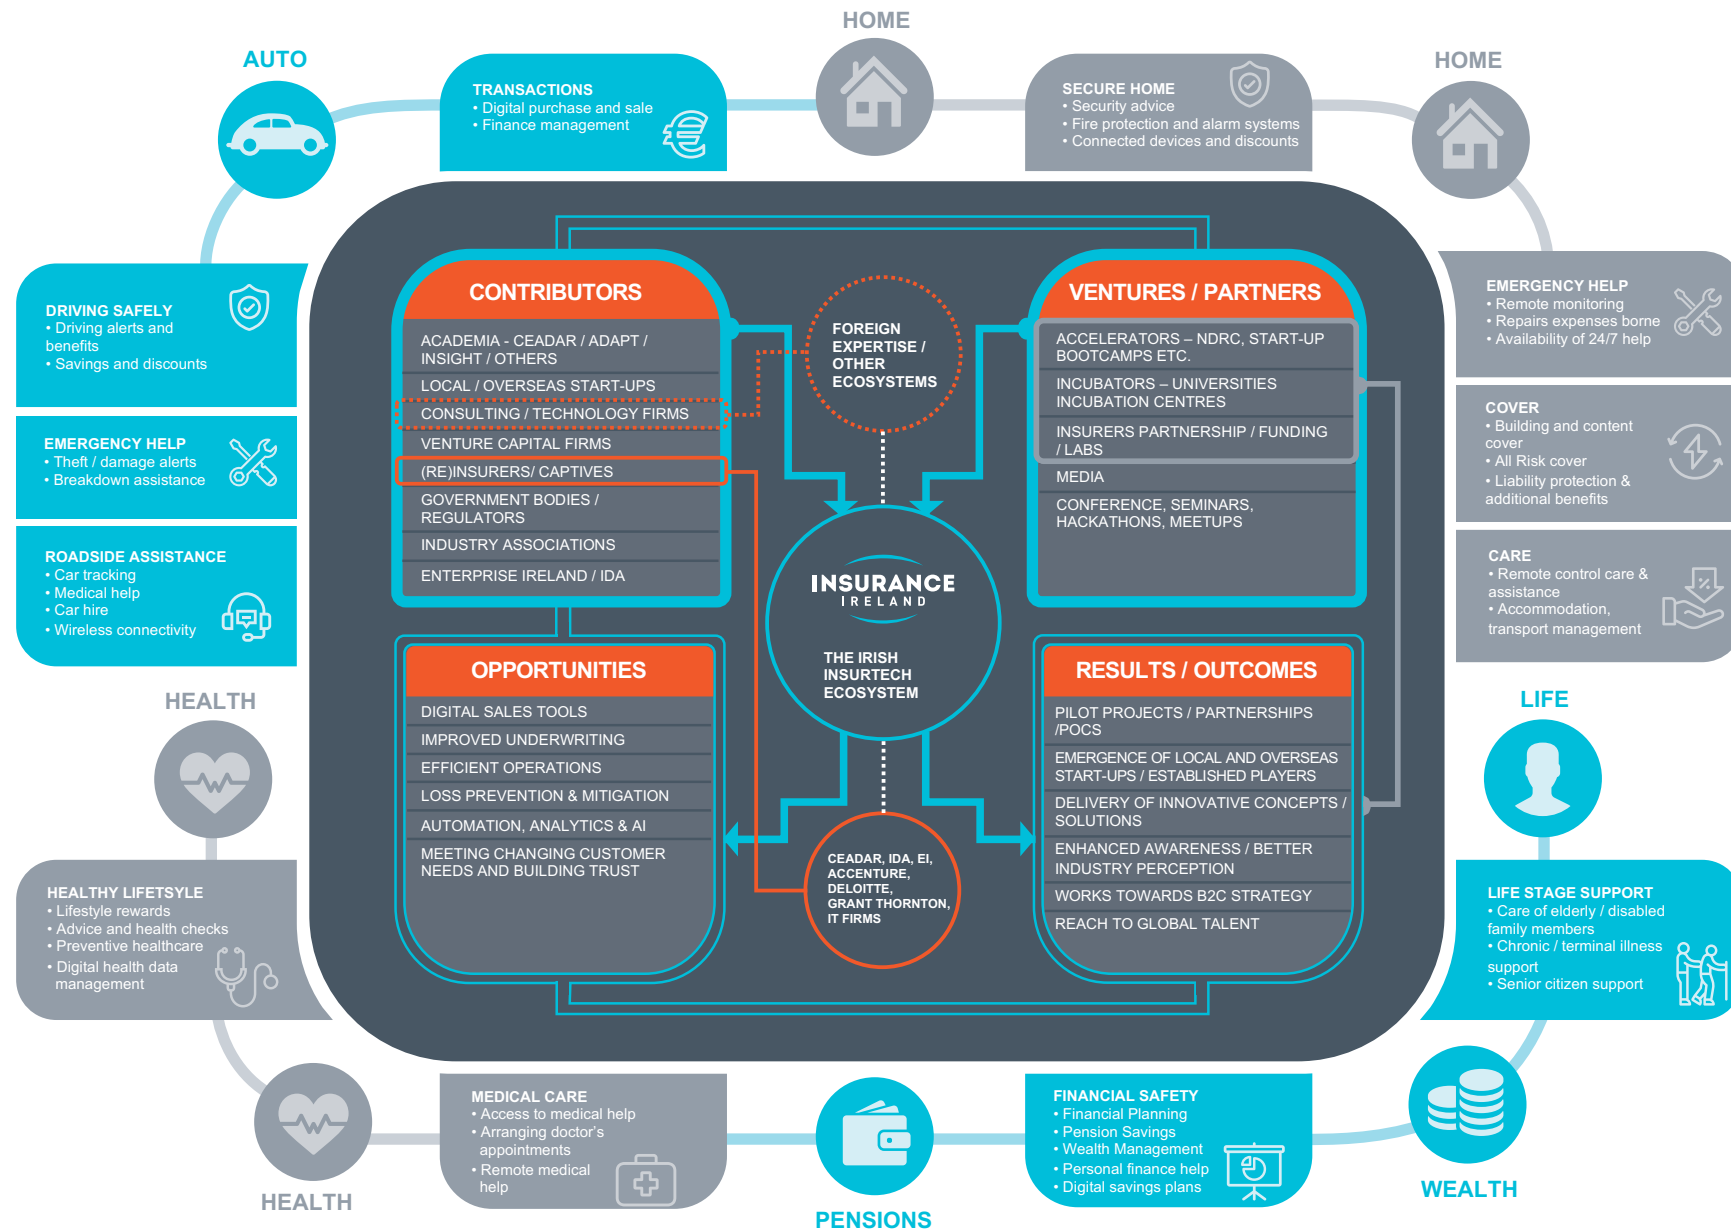 HOME
AUTO
HOME
TRANSACTIONS
• Digital purchase and sale
• Finance management
SECURE HOME
• Security advice
• Fire protection and alarm systems
• Connected devices and discounts
DRIVING SAFELY
• Driving alerts and
benefits
• Savings and discounts
EMERGENCY HELP
• Theft / damage alerts
• Breakdown assistance
ROADSIDE ASSISTANCE
• Car tracking
• Medical help
• Car hire
• Wireless connectivity
CONTRIBUTORS
ACADEMIA - CEADAR / ADAPT /
INSIGHT / OTHERS
LOCAL / OVERSEAS START-UPS
CONSULTING / TECHNOLOGY FIRMS
VENTURE CAPITAL FIRMS
(RE)INSURERS/ CAPTIVES
GOVERNMENT BODIES /
REGULATORS
INDUSTRY ASSOCIATIONS
ENTERPRISE IRELAND / IDA
FOREIGN
EXPERTISE /
OTHER
ECOSYSTEMS
VENTURES / PARTNERS
ACCELERATORS – NDRC, START-UP
BOOTCAMPS ETC.
INCUBATORS – UNIVERSITIES
INCUBATION CENTRES
INSURERS PARTNERSHIP / FUNDING
/ LABS
MEDIA
CONFERENCE, SEMINARS,
HACKATHONS, MEETUPS
EMERGENCY HELP
• Remote monitoring
• Repairs expenses borne
• Availability of 24/7 help
COVER
• Building and content
cover
• All Risk cover
• Liability protection &
additional benefits
CARE
• Remote control care &
assistance
• Accommodation,
transport management
INSURANCE
IRELAND
THE IRISH
INSURTECH
ECOSYSTEM
OPPORTUNITIES
DIGITAL SALES TOOLS
IMPROVED UNDERWRITING
EFFICIENT OPERATIONS
LOSS PREVENTION & MITIGATION
AUTOMATION, ANALYTICS & AI
MEETING CHANGING CUSTOMER
NEEDS AND BUILDING TRUST
CEADAR, IDA, EI,
ACCENTURE,
DELOITTE,
GRANT THORNTON,
IT FIRMS
RESULTS / OUTCOMES
PILOT PROJECTS / PARTNERSHIPS
/POCS
EMERGENCE OF LOCAL AND OVERSEAS
START-UPS / ESTABLISHED PLAYERS
DELIVERY OF INNOVATIVE CONCEPTS /
SOLUTIONS
ENHANCED AWARENESS / BETTER
INDUSTRY PERCEPTION
WORKS TOWARDS B2C STRATEGY
REACH TO GLOBAL TALENT
HEALTH
LIFE
HEALTHY LIFETSYLE
• Lifestyle rewards
• Advice and health checks
• Preventive healthcare
• Digital health data
management
LIFE STAGE SUPPORT
• Care of elderly / disabled
family members
• Chronic / terminal illness
support
• Senior citizen support
HEALTH
MEDICAL CARE
• Access to medical help
• Arranging doctor's
appointments
• Remote medical
help
PENSIONS
FINANCIAL SAFETY
• Financial Planning
• Pension Savings
• Wealth Management
• Personal finance help
• Digital savings plans
WEALTH